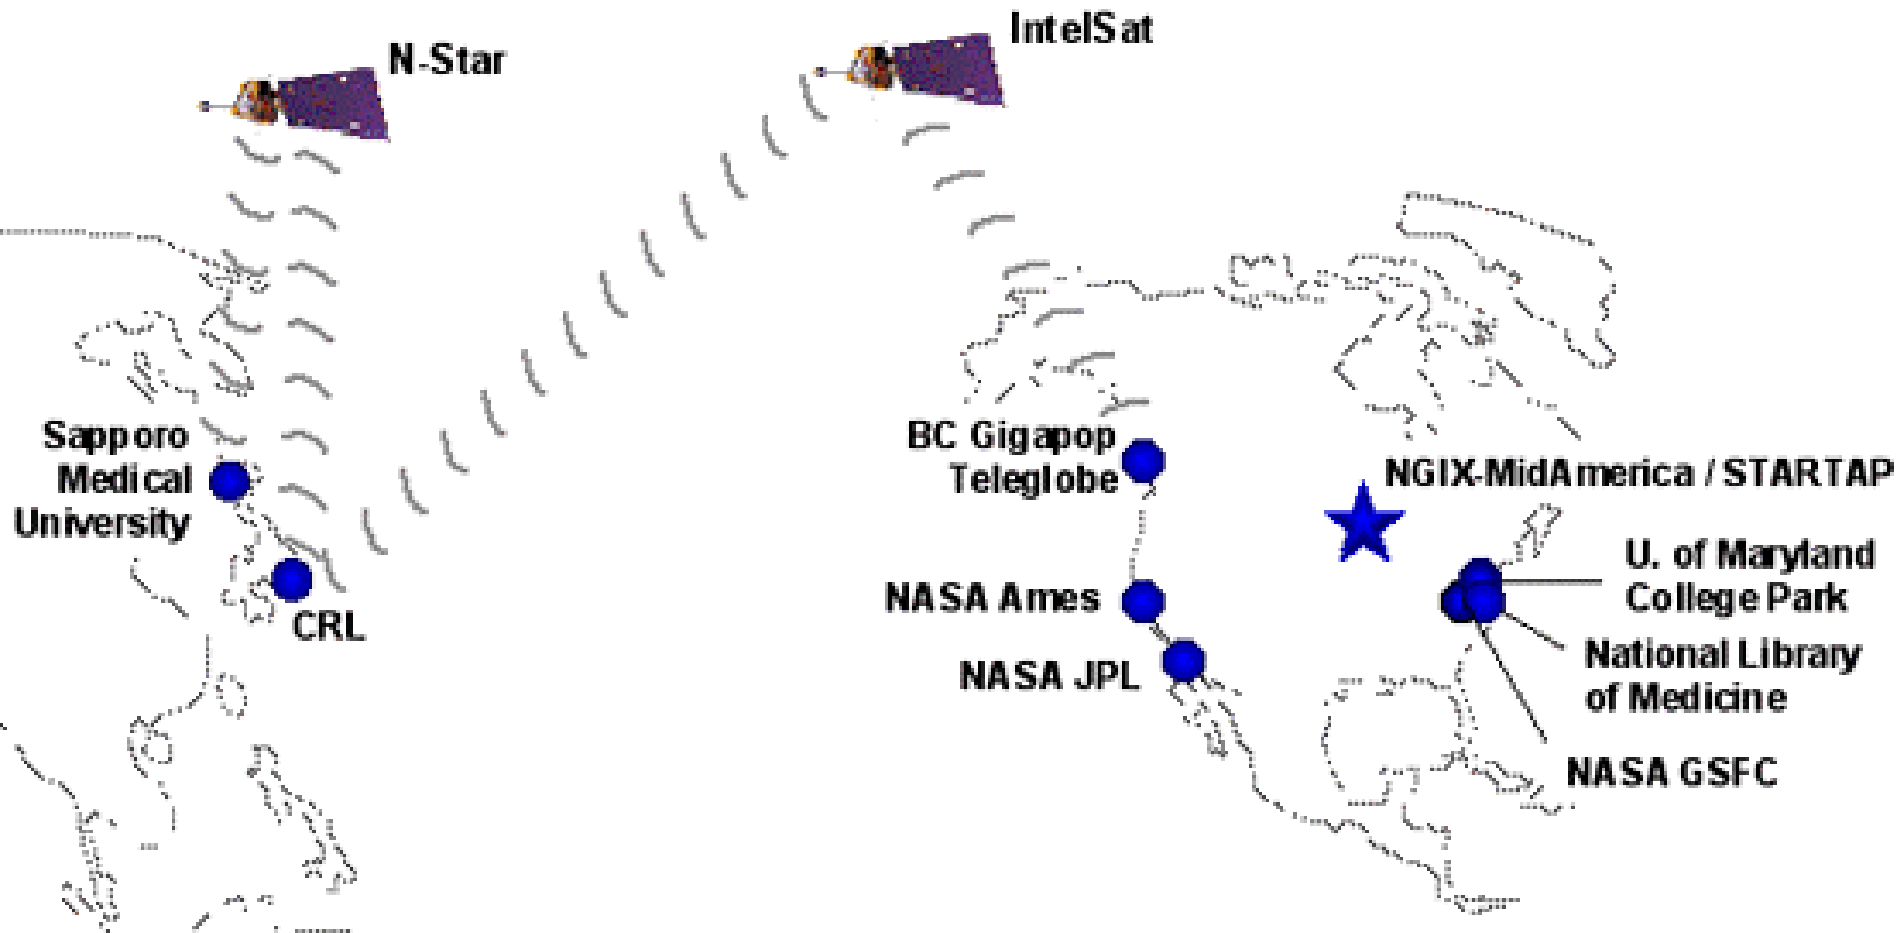 N-Star
IntelSat
Sapporo
Medical
University
CRL
BC Gigapop
Teleglobe
NASA Ames
NASA JPL
NGIX-MidAmerica / STARTAP
U. of Maryland
College Park
National Library
of Medicine
NASA GSFC